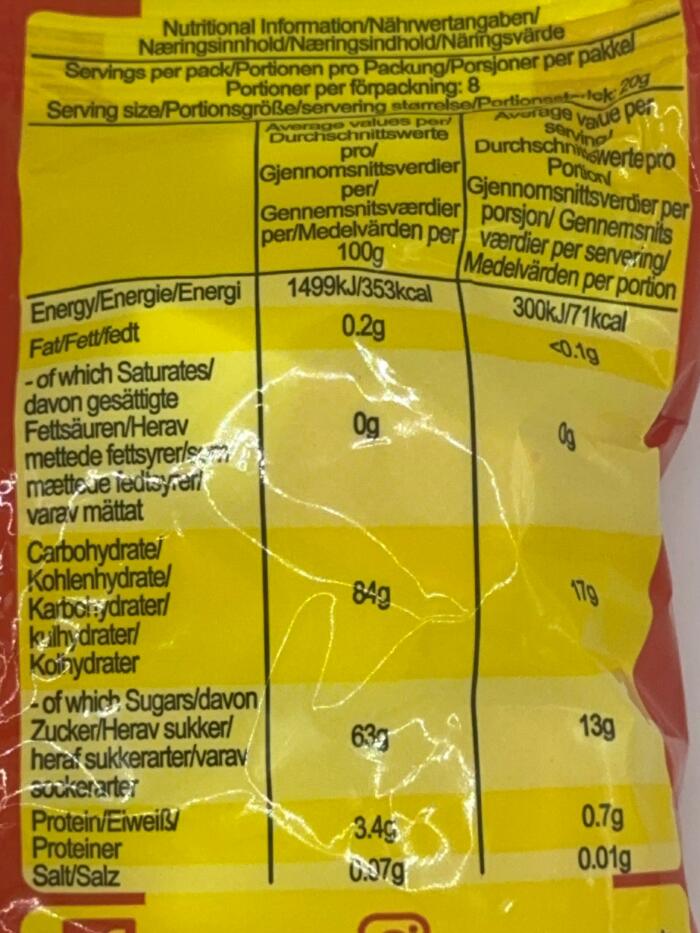 Nutritional Information/Nährwertangaben/
Næringsinnhold/Næringsindhold/Näringsvärde
Servings per pack/Portionen pro Packung/Porsjoner per pakke/
Portioner per förpackning: 8
Serving size/Portionsgröße/servering størrelse/ 20g
Average values per/
Durchschnittswerte
pro/
Gjennomsnittsverdier
per/
Gennemsnitsværdier
per/Medelvärden per
100g
Average value per
serving/
Durchschnittswerte pro
Portion/
Gjennomsnittsverdier per
porsjon/ Gennemsnits
værdier per servering/
Medelvärden per portion
Energy/Energie/Energi 1499kJ/353kcal 300kJ/71kcal
Fat/Fett/fedt 0.2g <0.1g
- of which Saturates/
davon gesättigte
Fettsäuren/Herav 0g 0g
mettede fettsyrer/som
mættede fedtsyrer/
varav mättat
Carbohydrate/
Kohlenhydrate/
Karbohydrater/ 84g 17g
kulhydrater/
Kolhydrater
- of which Sugars/davon
Zucker/Herav sukker/ 63g 13g
heraf sukkerarter/varav
sockerarter
Protein/Eiweiß/ 3.4g 0.7g
Proteiner
Salt/Salz 0.07g 0.01g